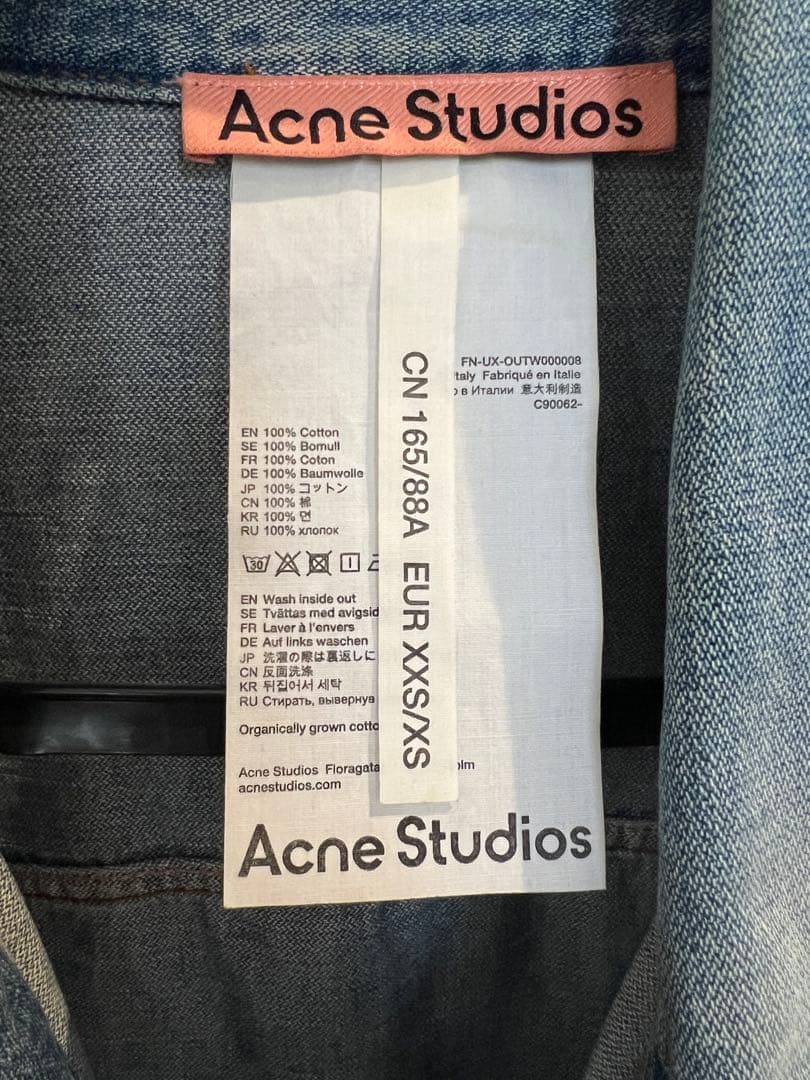 Acne Studios
FN-UX-OUTW000008
Italy Fabriqué en Italie
в Италии 意大利制造
C90062-
EN 100% Cotton
SE 100% Bomull
FR 100% Coton
DE 100% Baumwolle
JP 100% コットン
CN 100% 棉
KR 100% 면
RU 100% хлопок
30
EN Wash inside out
SE Tvättas med avigsid
FR Laver à l'envers
DE Auf links waschen
JP 洗濯の際は裏返しに
CN 反面洗涤
KR 뒤집어서 세탁
RU Стирать, вывернув
Organically grown cotto
Acne Studios Floragata
acnestudios.com
CN 165/88A EUR XXS/XS
Acne Studios